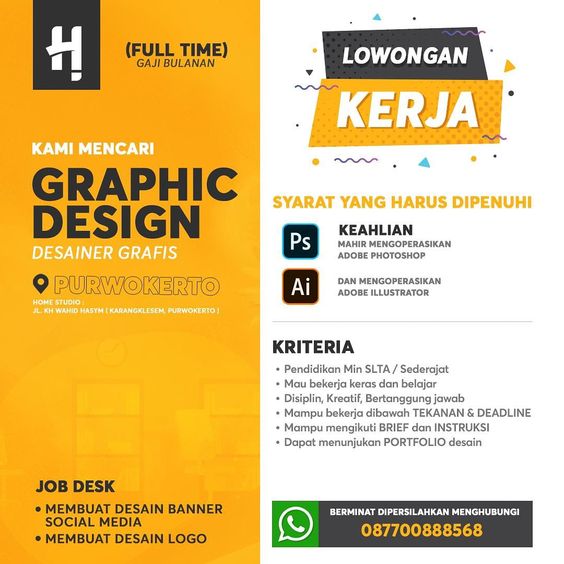 H
(FULL TIME)
GAJI BULANAN
KAMI MENCARI
GRAPHIC
DESIGN
DESAINER GRAFIS
PURWOKERTO
HOME STUDIO :
JL. KH WAHID HASYM ( KARANGKLESEM, PURWOKERTO )
JOB DESK
• MEMBUAT DESAIN BANNER
SOCIAL MEDIA
• MEMBUAT DESAIN LOGO
LOWONGAN
KERJA
SYARAT YANG HARUS DIPENUHI
Ps
KEAHLIAN
MAHIR MENGOPERASIKAN
ADOBE PHOTOSHOP
Ai
DAN MENGOPERASIKAN
ADOBE ILLUSTRATOR
KRITERIA
• Pendidikan Min SLTA / Sederajat
• Mau bekerja keras dan belajar
• Disiplin, Kreatif, Bertanggung jawab
• Mampu bekerja dibawah TEKANAN & DEADLINE
• Mampu mengikuti BRIEF dan INSTRUKSI
• Dapat menunjukan PORTFOLIO desain
BERMINAT DIPERSILAHKAN MENGHUBUNGI
087700888568